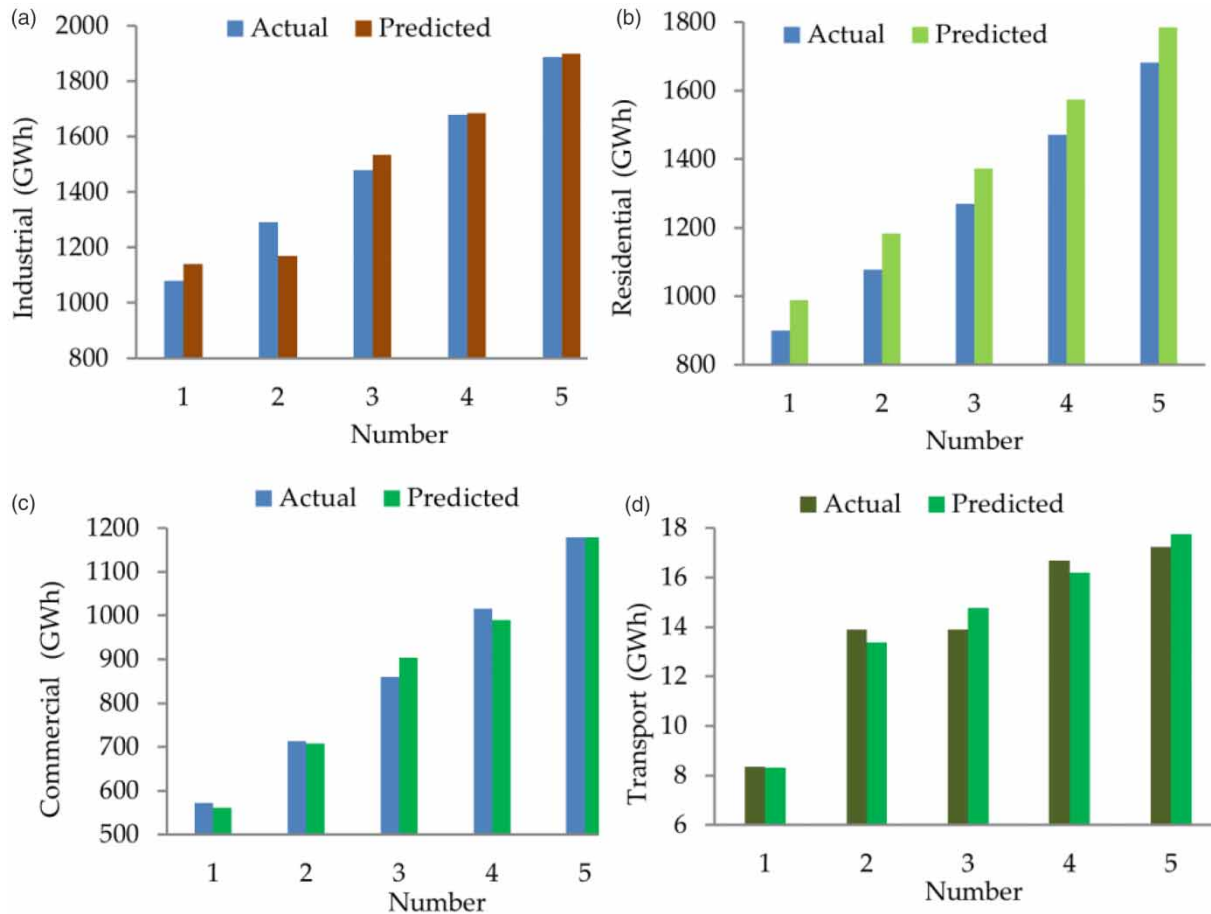 (a)
Actual Predicted
Industrial (GWh)
2000
1800
1600
1400
1200
1000
800
1 2 3 4 5
Number
(b)
Actual Predicted
Residential (GWh)
1800
1600
1400
1200
1000
800
1 2 3 4 5
Number
(c)
Actual Predicted
Commercial (GWh)
1200
1100
1000
900
800
700
600
500
1 2 3 4 5
Number
(d)
Actual Predicted
Transport (GWh)
18
16
14
12
10
8
6
1 2 3 4 5
Number